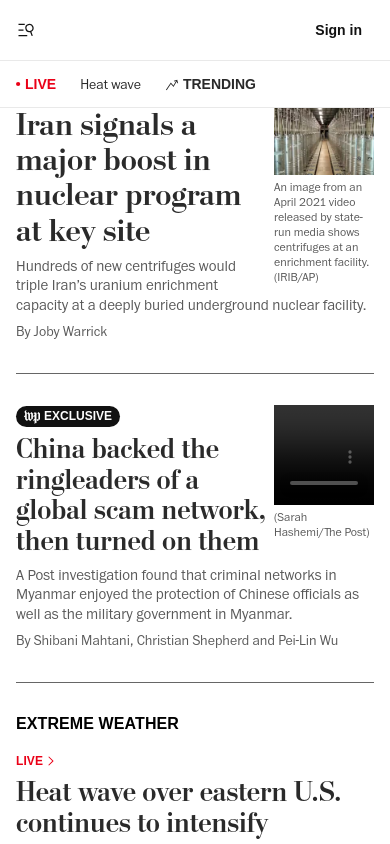 Sign in
LIVE Heat wave TRENDING
Iran signals a
major boost in
nuclear program
at key site
An image from an
April 2021 video
released by state-
run media shows
centrifuges at an
enrichment facility.
(IRIB/AP)
Hundreds of new centrifuges would
triple Iran’s uranium enrichment
capacity at a deeply buried underground nuclear facility.
By Joby Warrick
wp EXCLUSIVE
China backed the
ringleaders of a
global scam network,
then turned on them
(Sarah
Hashemi/The Post)
A Post investigation found that criminal networks in
Myanmar enjoyed the protection of Chinese officials as
well as the military government in Myanmar.
By Shibani Mahtani, Christian Shepherd and Pei-Lin Wu
EXTREME WEATHER
LIVE
Heat wave over eastern U.S.
continues to intensify